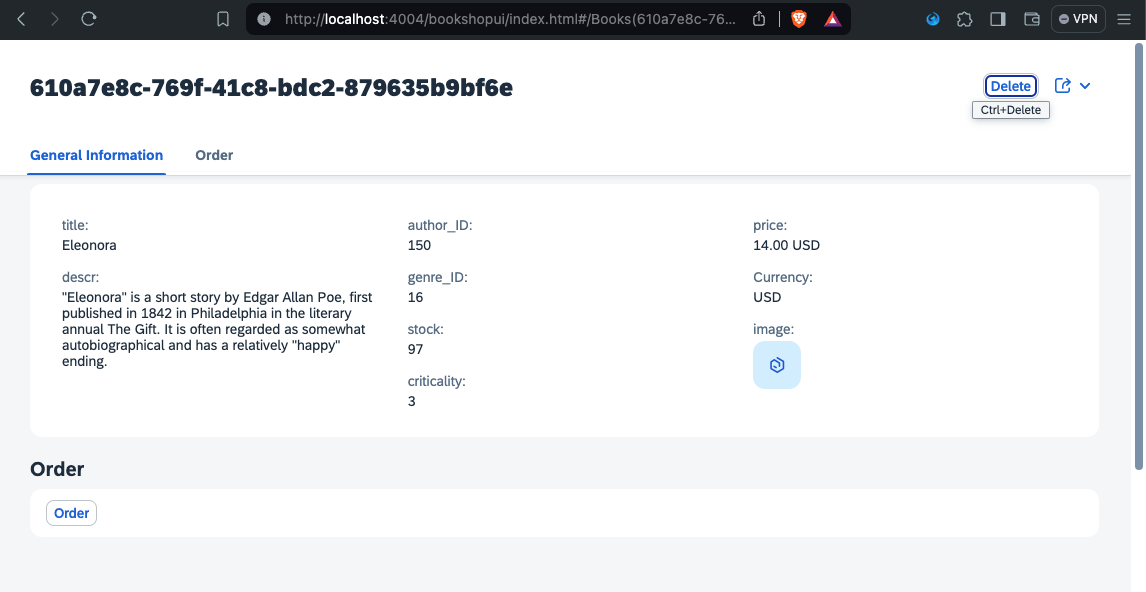 http://localhost:4004/bookshopui/index.html#/Books(610a7e8c-76...
VPN
610a7e8c-769f-41c8-bdc2-879635b9bf6e
Delete
Ctrl+Delete
General Information
Order
title:
Eleonora
descr:
"Eleonora" is a short story by Edgar Allan Poe, first
published in 1842 in Philadelphia in the literary
annual The Gift. It is often regarded as somewhat
autobiographical and has a relatively "happy"
ending.
author_ID:
150
genre_ID:
16
stock:
97
criticality:
3
price:
14.00 USD
Currency:
USD
image:
Order
Order